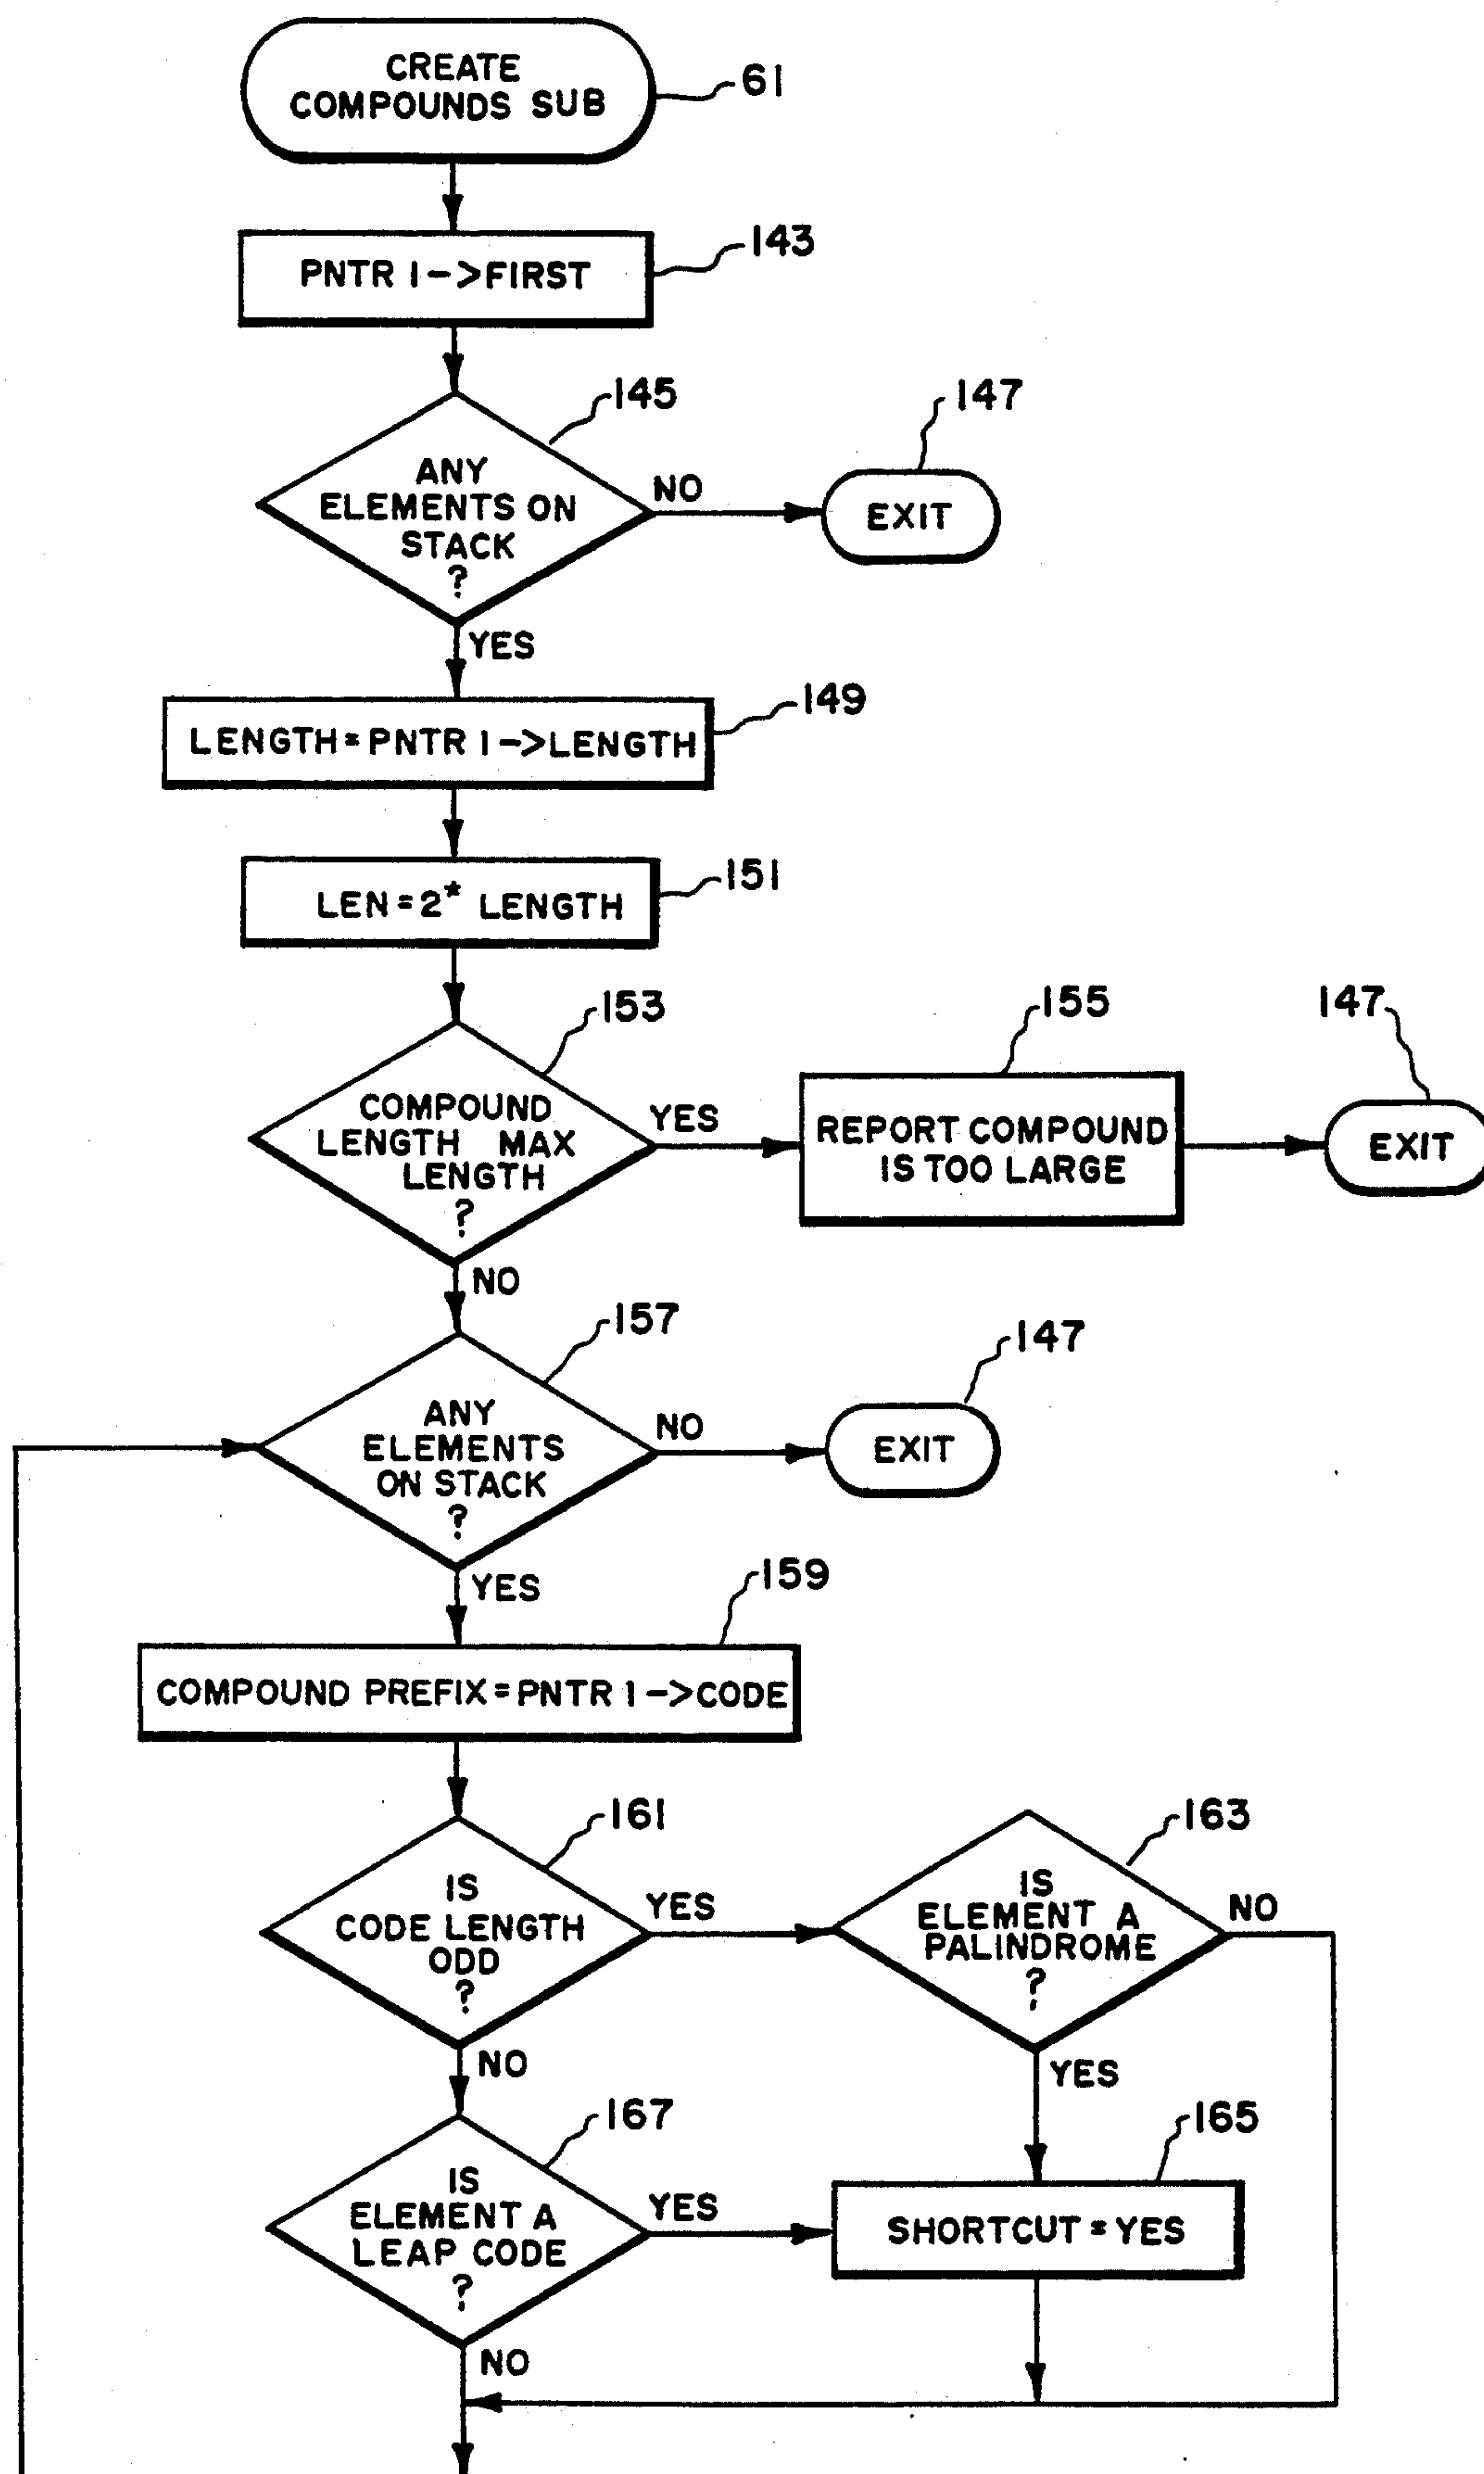 CREATE
COMPOUNDS SUB
61
PNTR 1->FIRST
143
ANY
ELEMENTS ON
STACK
?
145
NO
EXIT
147
YES
LENGTH=PNTR 1->LENGTH
149
LEN=2* LENGTH
151
COMPOUND
LENGTH MAX
LENGTH
?
153
YES
REPORT COMPOUND
IS TOO LARGE
155
EXIT
147
NO
ANY
ELEMENTS
ON STACK
?
157
NO
EXIT
147
YES
COMPOUND PREFIX=PNTR 1->CODE
159
IS
CODE LENGTH
ODD
?
161
YES
IS
ELEMENT A
PALINDROME
?
163
NO
NO
YES
IS
ELEMENT A
LEAP CODE
?
167
YES
SHORTCUT=YES
165
NO